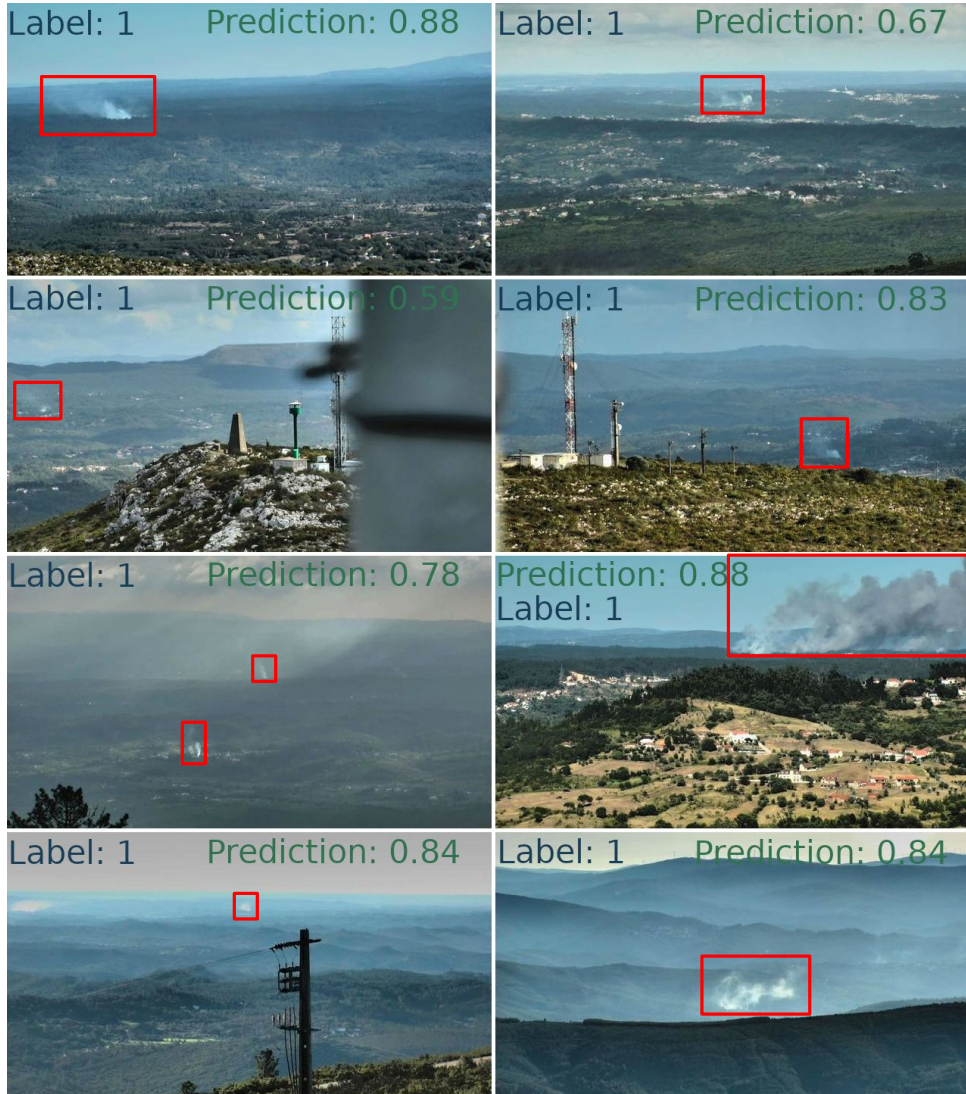 Label: 1 Prediction: 0.88
Label: 1 Prediction: 0.67
Label: 1 Prediction: 0.59
Label: 1 Prediction: 0.83
Label: 1 Prediction: 0.78
Prediction: 0.88
Label: 1
Label: 1 Prediction: 0.84
Label: 1 Prediction: 0.84